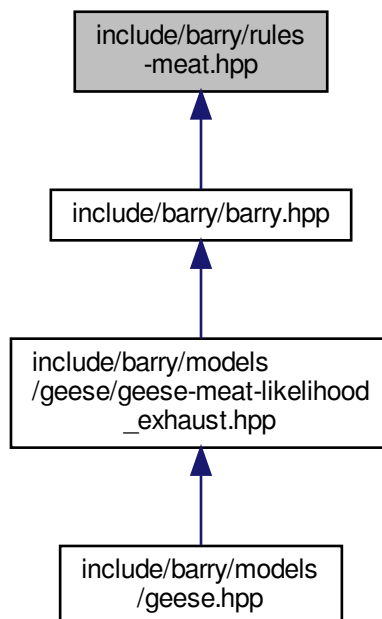 include/barry/rules
-meat.hpp
include/barry/barry.hpp
include/barry/models
/geese/geese-meat-likelihood
_exhaust.hpp
include/barry/models
/geese.hpp